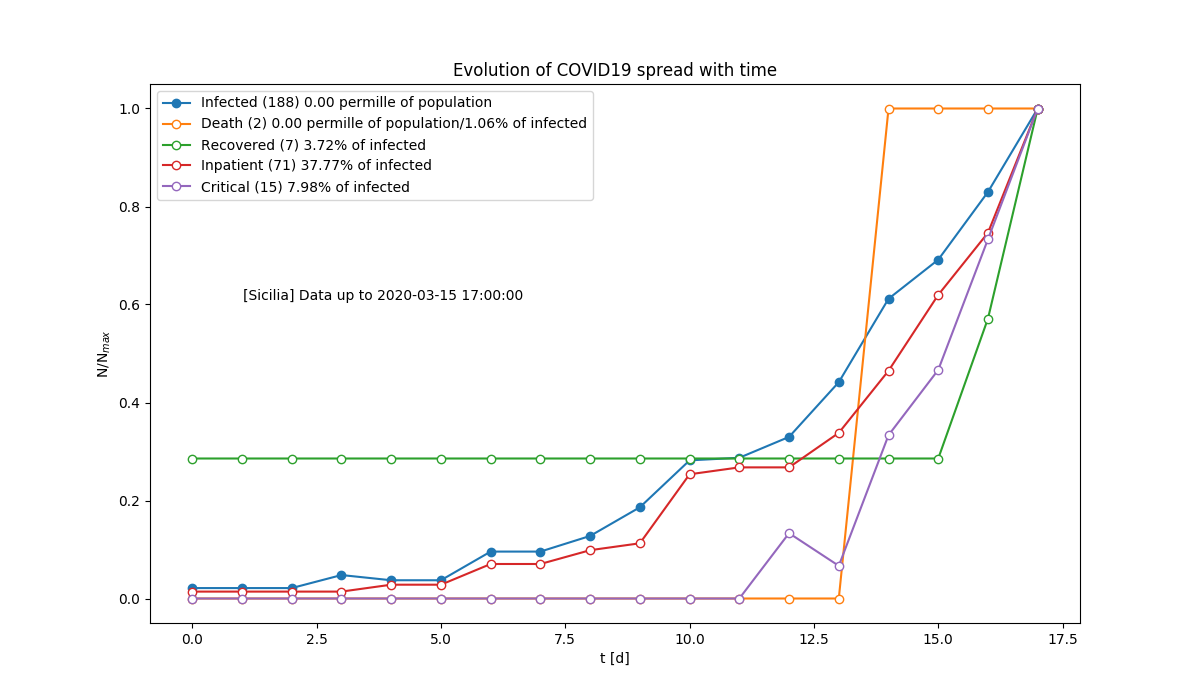 Evolution of COVID19 spread with time
Infected (188) 0.00 permille of population
Death (2) 0.00 permille of population/1.06% of infected
Recovered (7) 3.72% of infected
Inpatient (71) 37.77% of infected
Critical (15) 7.98% of infected
[Sicilia] Data up to 2020-03-15 17:00:00
N/Nmax
1.0
0.8
0.6
0.4
0.2
0.0
0.0 2.5 5.0 7.5 10.0 12.5 15.0 17.5
t [d]